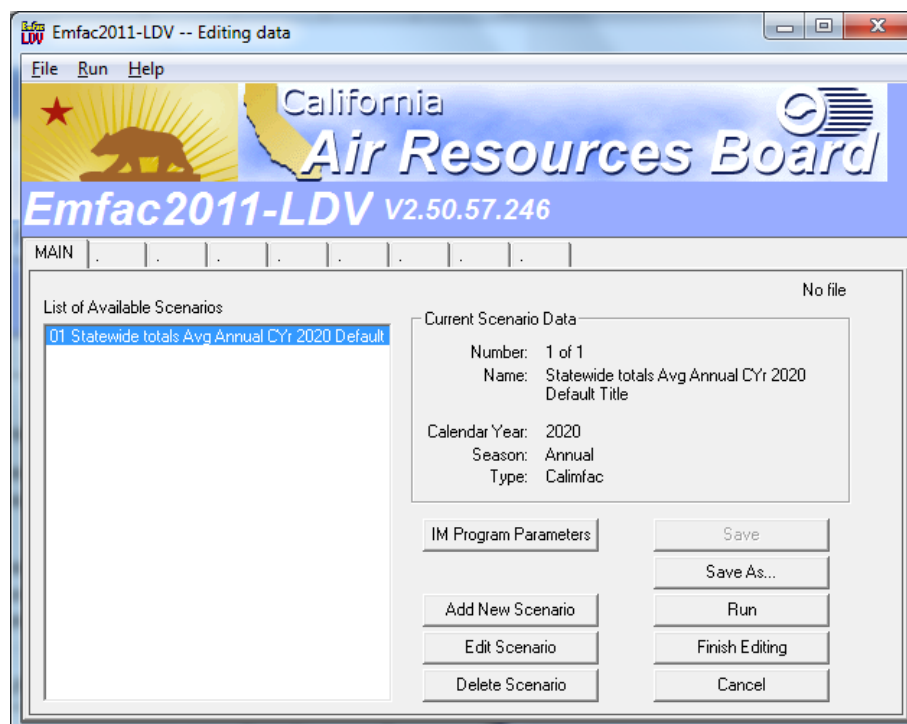 Emfac2011-LDV -- Editing data
File Run Help
California
Air Resources Board
Emfac2011-LDV V2.50.57.246
MAIN . . . . . . . .
No file
List of Available Scenarios
01 Statewide totals Avg Annual CYr 2020 Default
Current Scenario Data
Number: 1 of 1
Name: Statewide totals Avg Annual CYr 2020
Default Title
Calendar Year: 2020
Season: Annual
Type: Calimfac
IM Program Parameters
Save
Save As...
Add New Scenario
Run
Edit Scenario
Finish Editing
Delete Scenario
Cancel